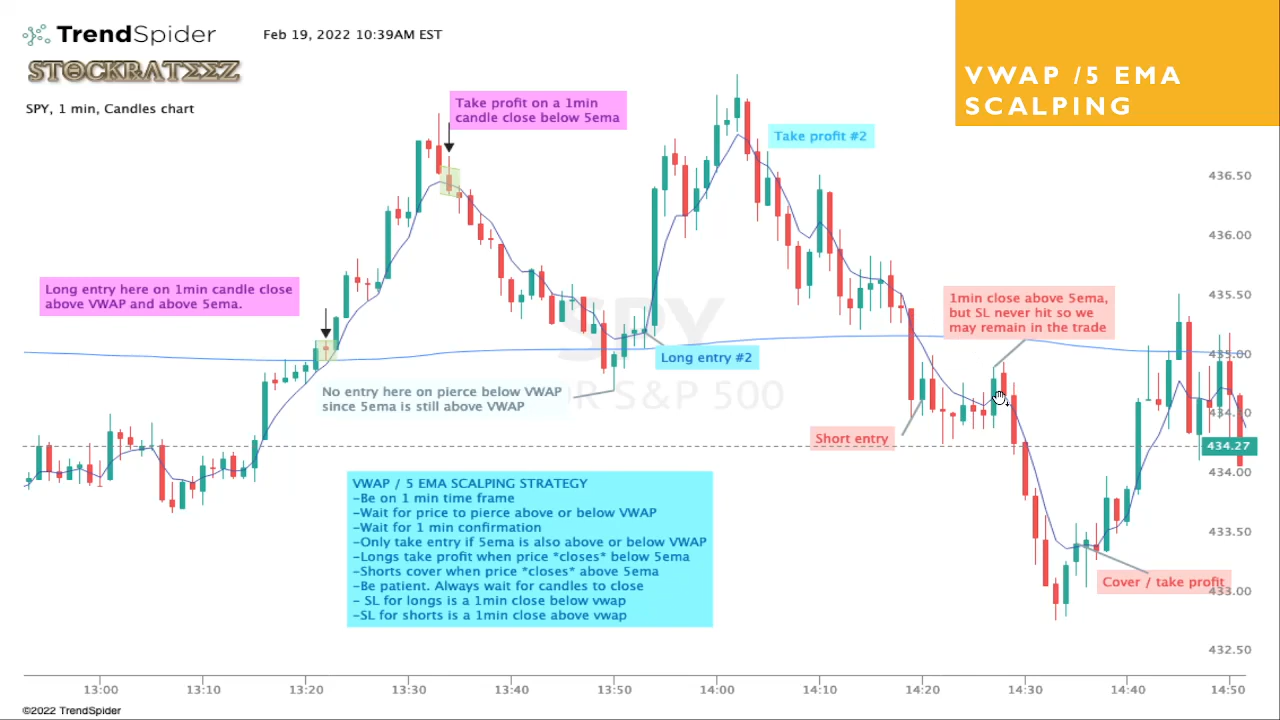 TrendSpider
Feb 19, 2022 10:39AM EST
STOCKRATEEZ
SPY, 1 min, Candles chart
VWAP /5 EMA
SCALPING
Take profit on a 1min
candle close below 5ema
Take profit #2
Long entry here on 1min candle close
above VWAP and above 5ema.
1min close above 5ema,
but SL never hit so we
may remain in the trade
SPY
Long entry #2
No entry here on pierce below VWAP
since 5ema is still above VWAP
OR S&P 500
Short entry
VWAP / 5 EMA SCALPING STRATEGY
-Be on 1 min time frame
-Wait for price to pierce above or below VWAP
-Wait for 1 min confirmation
-Only take entry if 5ema is also above or below VWAP
-Longs take profit when price *closes* below 5ema
-Shorts cover when price *closes* above 5ema
-Be patient. Always wait for candles to close
- SL for longs is a 1min close below vwap
-SL for shorts is a 1min close above vwap
Cover / take profit
436.50
436.00
435.50
435.00
434.50
434.27
434.00
433.50
433.00
432.50
13:00 13:10 13:20 13:30 13:40 13:50 14:00 14:10 14:20 14:30 14:40 14:50
©2022 TrendSpider